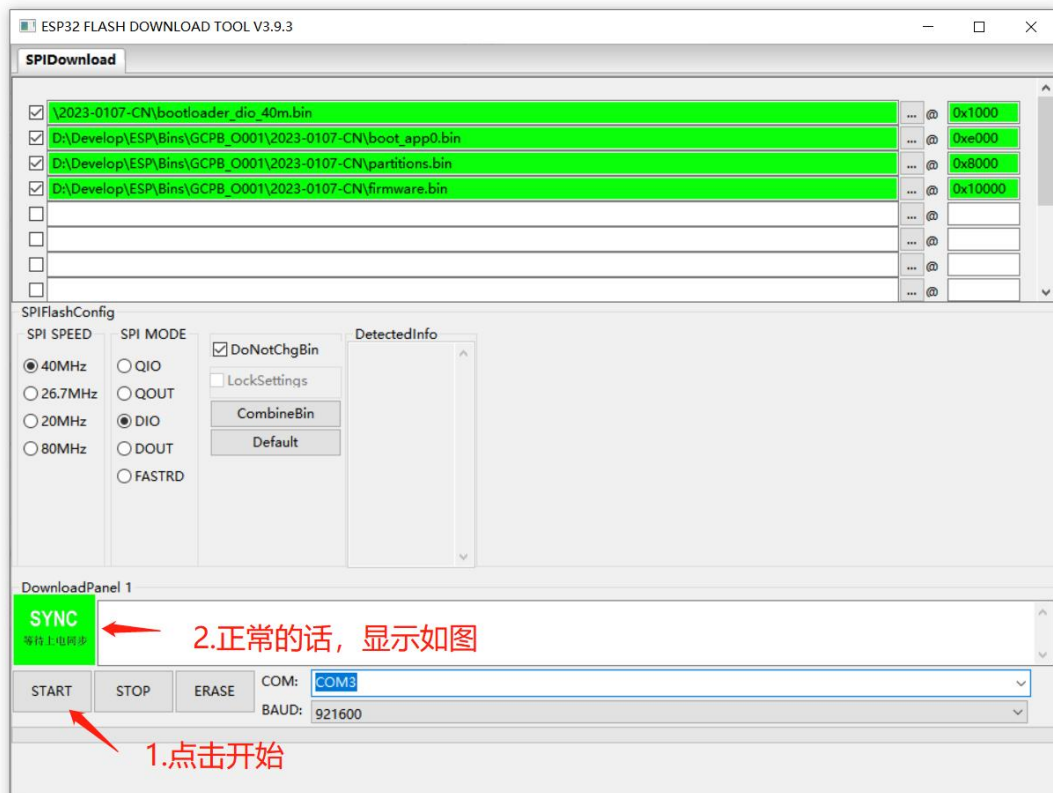 ESP32 FLASH DOWNLOAD TOOL V3.9.3
SPIDownload
\2023-0107-CN\bootloader_dio_40m.bin ... @ 0x1000
D:\Develop\ESP\Bins\GCPB_O001\2023-0107-CN\boot_app0.bin ... @ 0xe000
D:\Develop\ESP\Bins\GCPB_O001\2023-0107-CN\partitions.bin ... @ 0x8000
D:\Develop\ESP\Bins\GCPB_O001\2023-0107-CN\firmware.bin ... @ 0x10000
... @
... @
... @
... @
SPIFlashConfig
SPI SPEED
40MHz
26.7MHz
20MHz
80MHz
SPI MODE
QIO
QOUT
DIO
DOUT
FASTRD
DoNotChgBin
LockSettings
CombineBin
Default
DetectedInfo
DownloadPanel 1
SYNC
等待上电同步
2.正常的话，显示如图
START STOP ERASE
COM: COM3
BAUD: 921600
1.点击开始